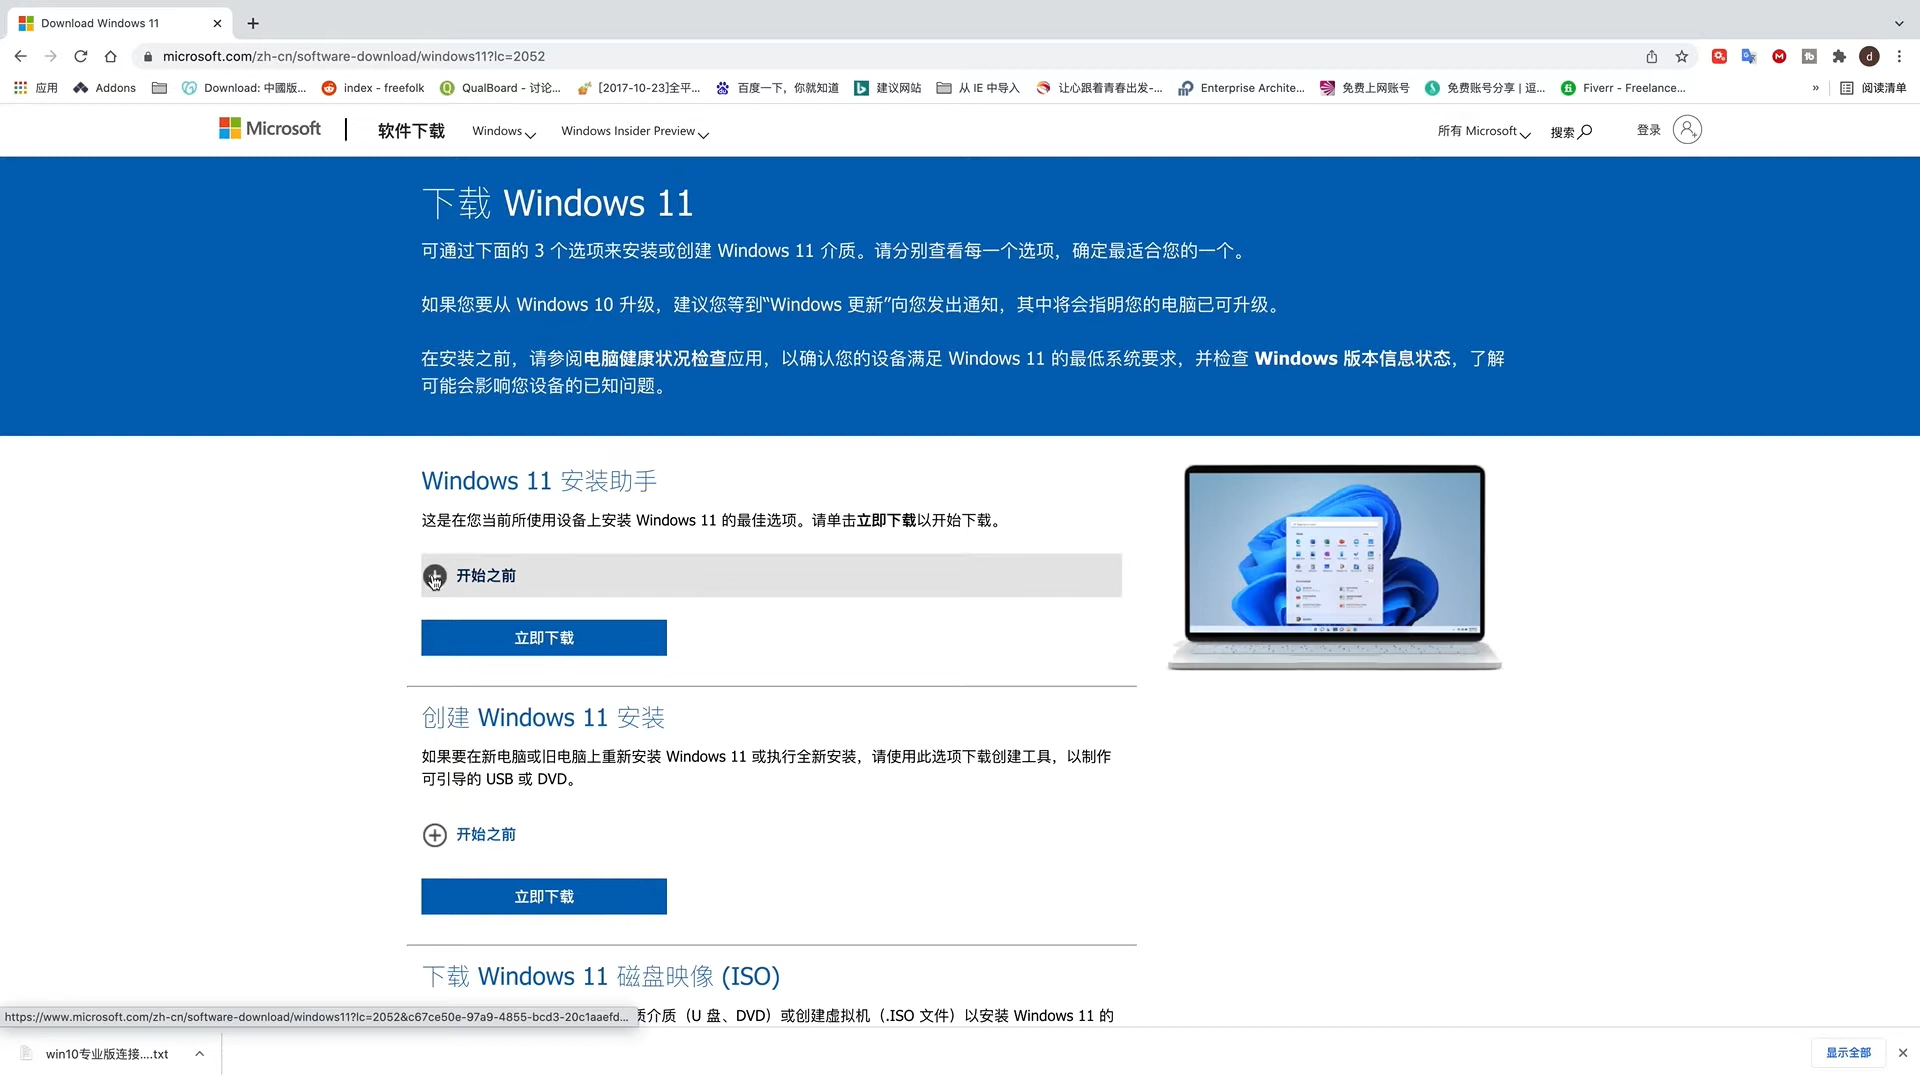 Download Windows 11
microsoft.com/zh-cn/software-download/windows11?lc=2052
d
应用
Addons
Download: 中國版...
index - freefolk
QualBoard - 讨论...
[2017-10-23]全平...
百度一下，你就知道
建议网站
从 IE 中导入
让心跟着青春出发-...
Enterprise Archite...
免费上网账号
免费账号分享 | 逗...
Fiverr - Freelance...
»
阅读清单
Microsoft
软件下载
Windows
Windows Insider Preview
所有 Microsoft
搜索
登录
下载 Windows 11
可通过下面的 3 个选项来安装或创建 Windows 11 介质。请分别查看每一个选项，确定最适合您的一个。
如果您要从 Windows 10 升级，建议您等到“Windows 更新”向您发出通知，其中将会指明您的电脑已可升级。
在安装之前，请参阅电脑健康状况检查应用，以确认您的设备满足 Windows 11 的最低系统要求，并检查 Windows 版本信息状态，了解
可能会影响您设备的已知问题。
Windows 11 安装助手
这是在您当前所使用设备上安装 Windows 11 的最佳选项。请单击立即下载以开始下载。
开始之前
立即下载
创建 Windows 11 安装
如果要在新电脑或旧电脑上重新安装 Windows 11 或执行全新安装，请使用此选项下载创建工具，以制作
可引导的 USB 或 DVD。
开始之前
立即下载
下载 Windows 11 磁盘映像 (ISO)
质介质（U 盘、DVD）或创建虚拟机（.ISO 文件）以安装 Windows 11 的
https://www.microsoft.com/zh-cn/software-download/windows11?lc=2052&c67ce50e-97a9-4855-bcd3-20c1aaefd...
win10专业版连接....txt
显示全部